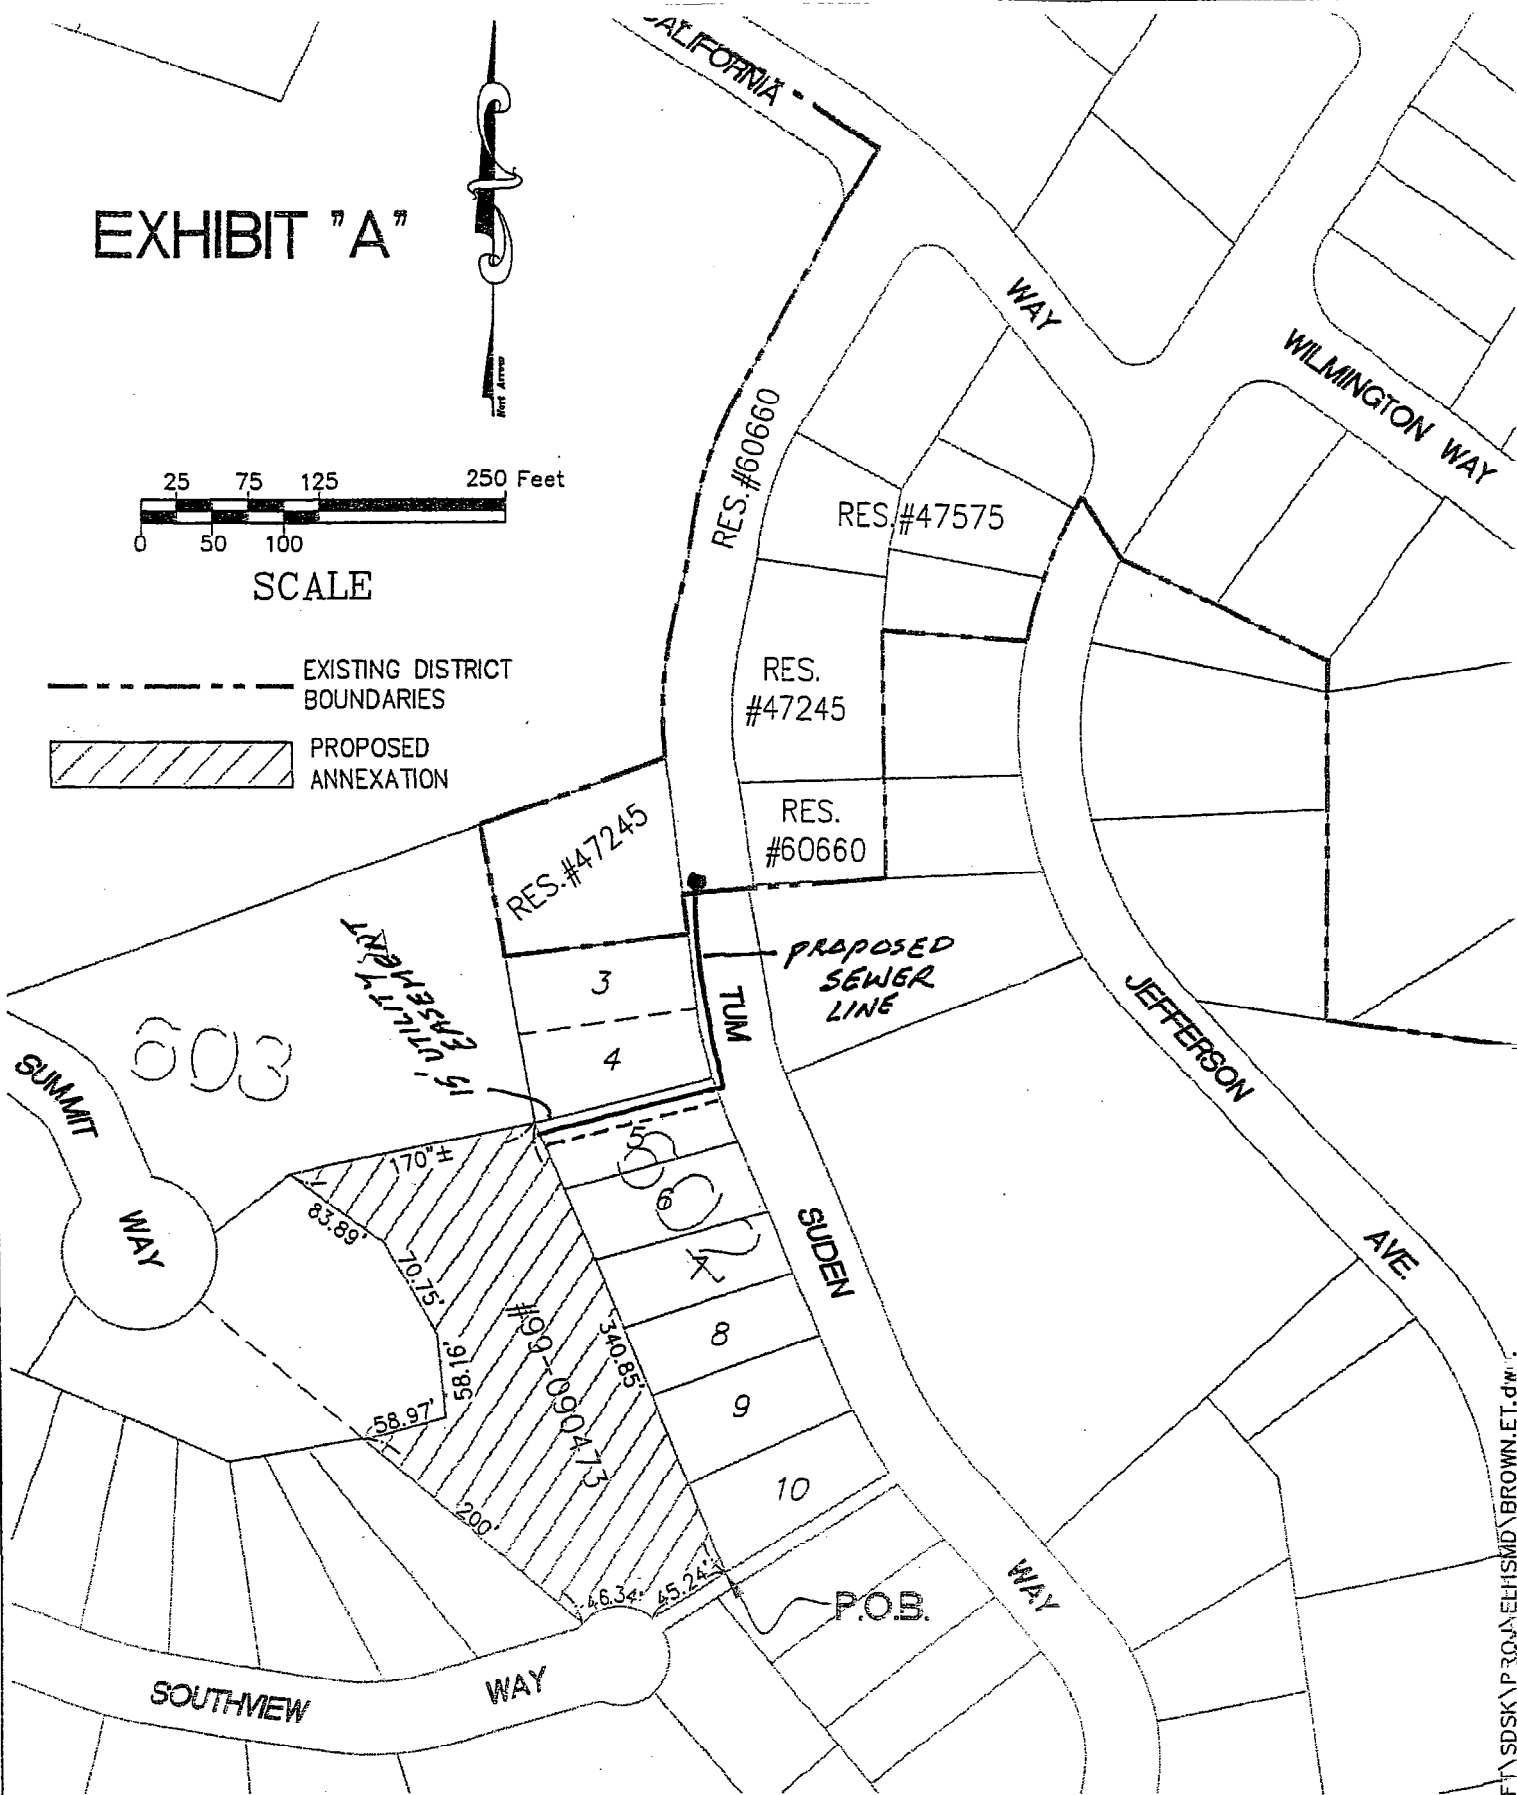 CALIFORNIA
EXHIBIT "A"
North Arrow
WAY
WILMINGTON WAY
RES. #60660
RES. #47575
25 75 125 250 Feet
0 50 100
SCALE
EXISTING DISTRICT
BOUNDARIES
PROPOSED
ANNEXATION
RES.
#47245
RES.
#60660
RES. #47245
15' UTILITY
EASEMENT
PROPOSED
SEWER
LINE
3
TUM
4
JEFFERSON
603
SUMMIT
WAY
170"±
5
602
6
83.89'
70.75'
SUDEN
AVE.
#99-090473
340.85'
58.16'
8
58.97'
9
10
200'
46.34'
45.24'
P.O.B.
WAY
SOUTHVIEW
WAY